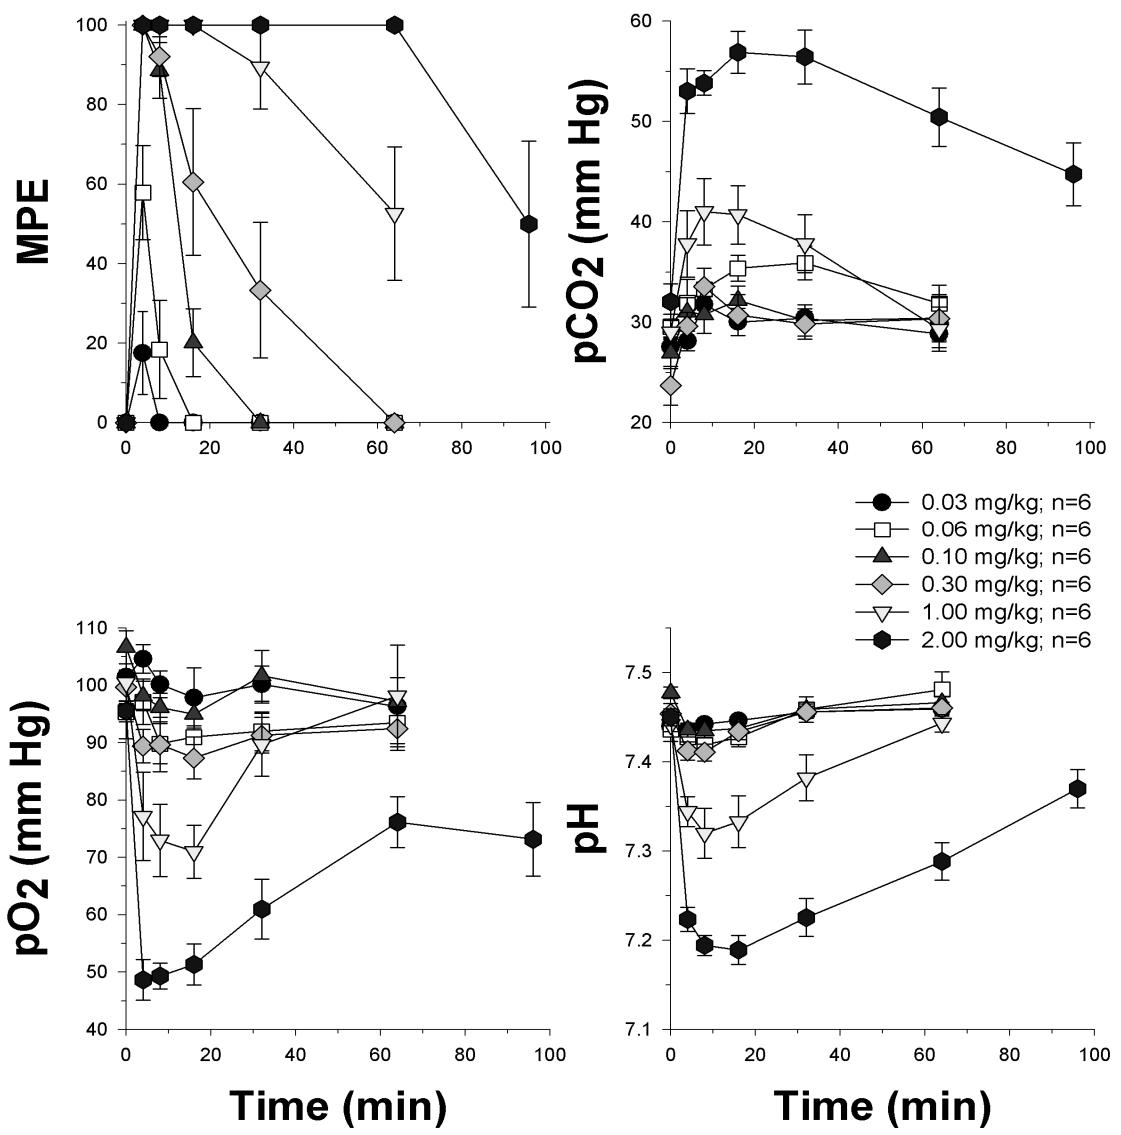 MPE
100
80
60
40
20
0
0 20 40 60 80 100
pCO2 (mm Hg)
60
50
40
30
20
0 20 40 60 80 100
0.03 mg/kg; n=6
0.06 mg/kg; n=6
0.10 mg/kg; n=6
0.30 mg/kg; n=6
1.00 mg/kg; n=6
2.00 mg/kg; n=6
pO2 (mm Hg)
110
100
90
80
70
60
50
40
0 20 40 60 80 100
Time (min)
pH
7.5
7.4
7.3
7.2
7.1
0 20 40 60 80 100
Time (min)